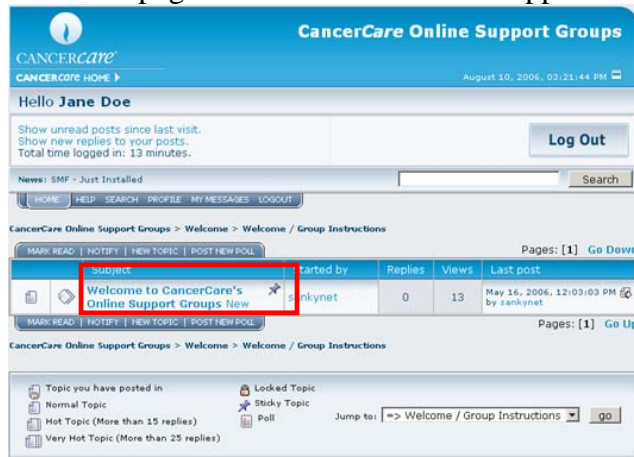 CancerCare Online Support Groups
CANCERcare®
CANCERcare HOME
August 10, 2006, 03:21:44 PM
Hello Jane Doe
Show unread posts since last visit.
Show new replies to your posts.
Total time logged in: 13 minutes.
Log Out
News: SMF - Just Installed
Search
HOME HELP SEARCH PROFILE MY MESSAGES LOGOUT
CancerCare Online Support Groups > Welcome > Welcome / Group Instructions
MARK READ | NOTIFY | NEW TOPIC | POST NEW POLL
Pages: [1] Go Down
Subject Started by Replies Views Last post
Welcome to CancerCare's
Online Support Groups New
sankynet 0 13
May 16, 2006, 12:03:03 PM
by sankynet
MARK READ | NOTIFY | NEW TOPIC | POST NEW POLL
Pages: [1] Go Up
CancerCare Online Support Groups > Welcome > Welcome / Group Instructions
Topic you have posted in
Normal Topic
Hot Topic (More than 15 replies)
Very Hot Topic (More than 25 replies)
Locked Topic
Sticky Topic
Poll
Jump to: => Welcome / Group Instructions go